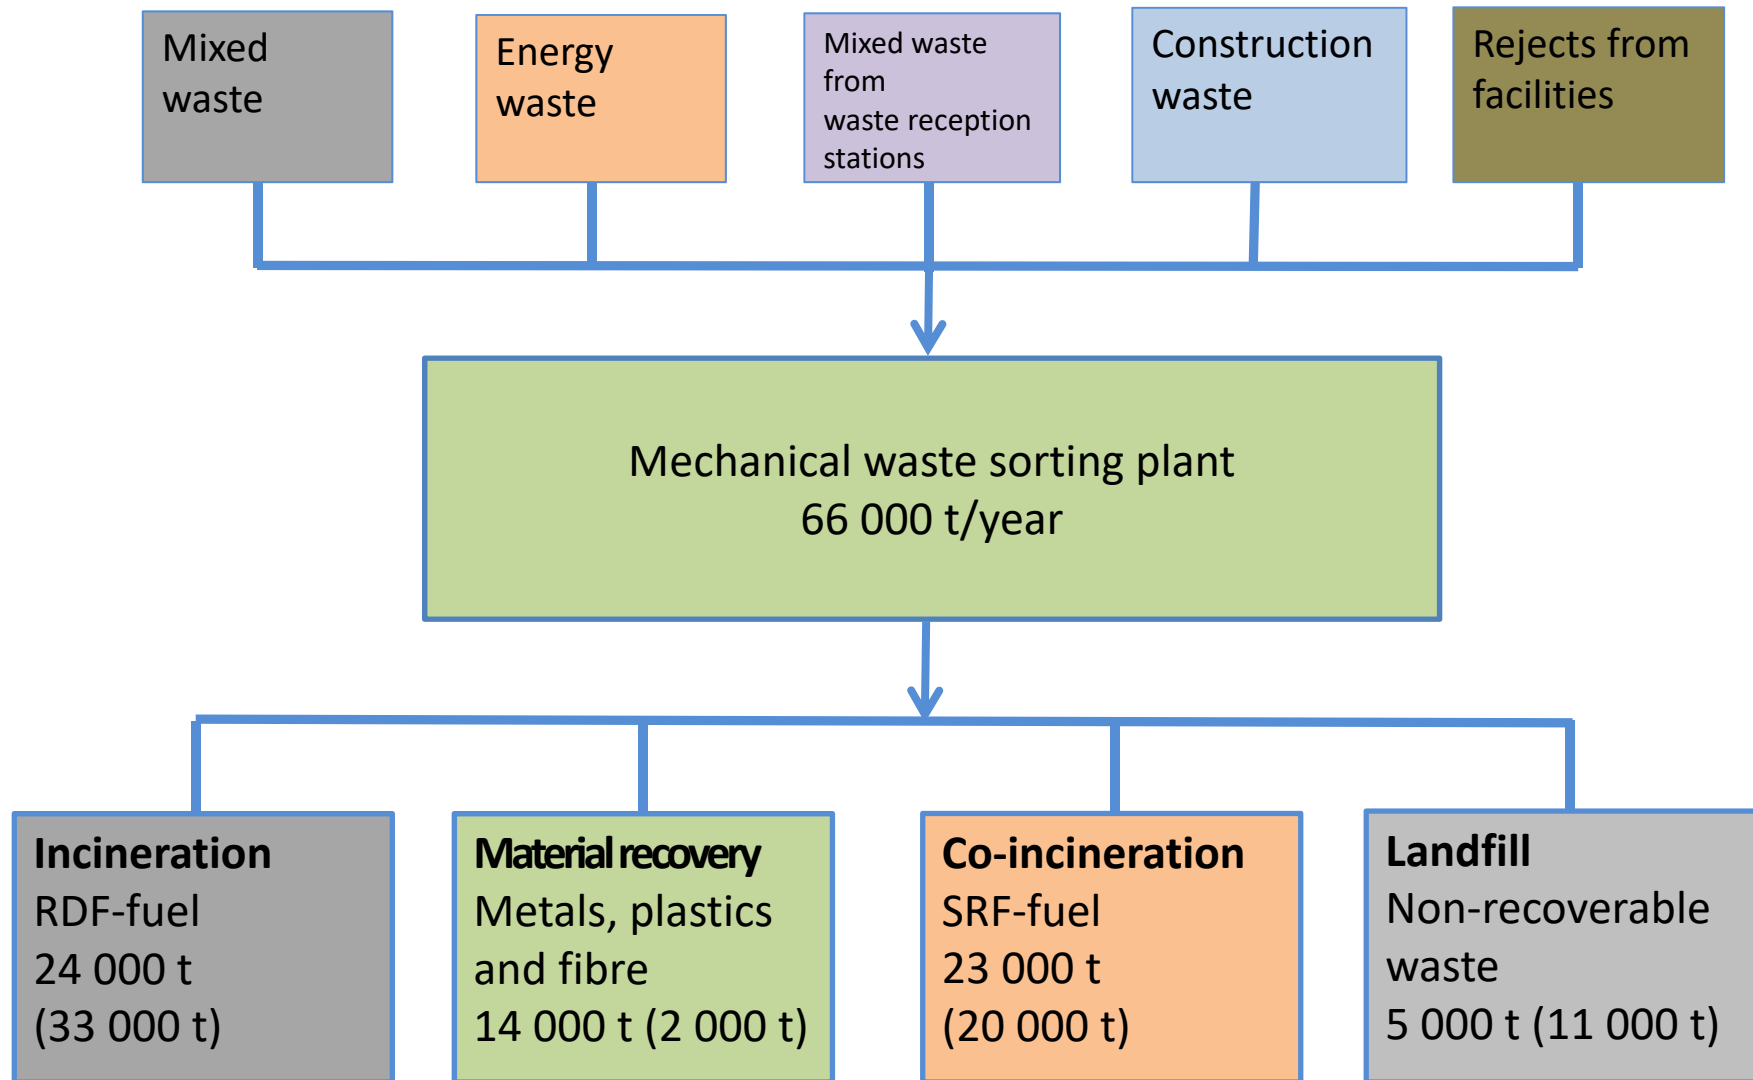 Mixed
waste
Energy
waste
Mixed waste
from
waste reception
stations
Construction
waste
Rejects from
facilities
Mechanical waste sorting plant
66 000 t/year
Incineration
RDF-fuel
24 000 t
(33 000 t)
Material recovery
Metals, plastics
and fibre
14 000 t (2 000 t)
Co-incineration
SRF-fuel
23 000 t
(20 000 t)
Landfill
Non-recoverable
waste
5 000 t (11 000 t)